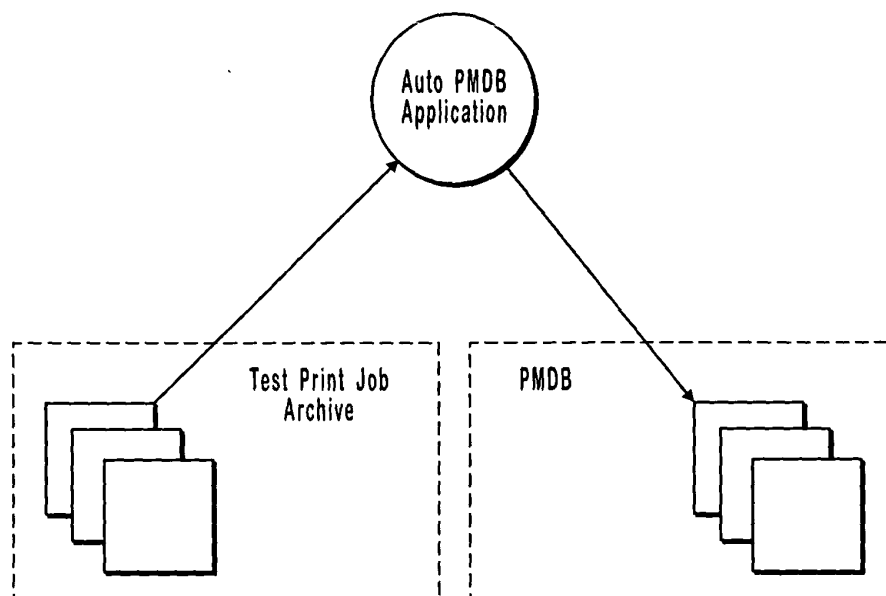 Auto PMDB
Application
Test Print Job
Archive
PMDB